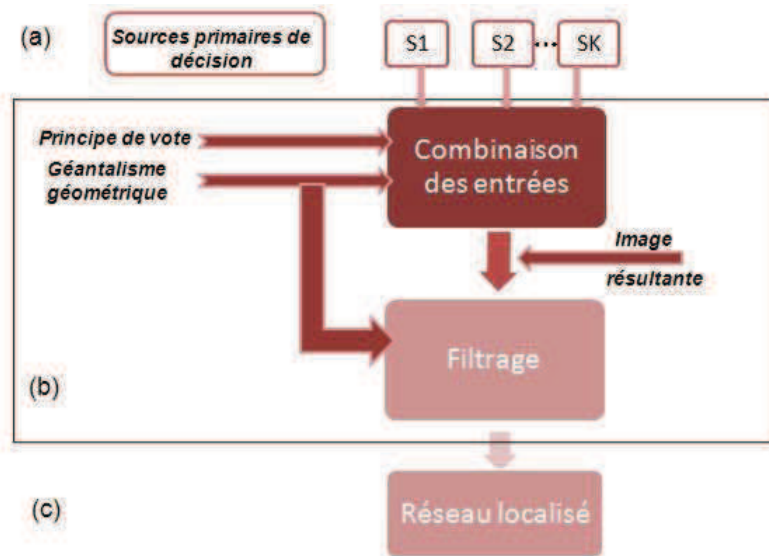 (a)
Sources primaires de
décision
S1
S2
...
SK
Principe de vote
Géantalisme
géométrique
Combinaison
des entrées
Image
résultante
Filtrage
(b)
(c)
Réseau localisé